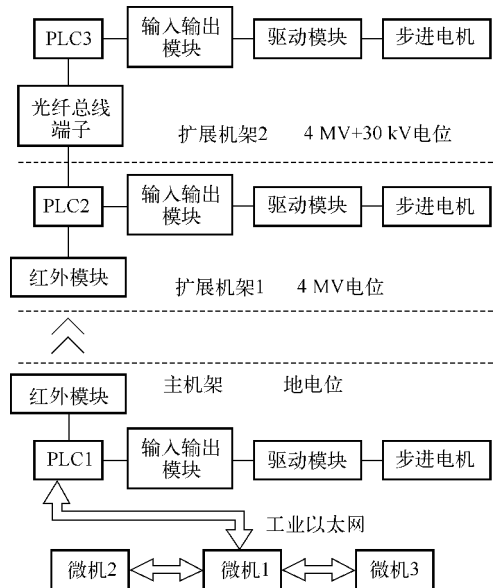 PLC3
输入输出
模块
驱动模块
步进电机
光纤总线
端子
扩展机架2 4 MV+30 kV电位
PLC2
输入输出
模块
驱动模块
步进电机
红外模块
扩展机架1 4 MV电位
主机架 地电位
红外模块
PLC1
输入输出
模块
驱动模块
步进电机
工业以太网
微机2
微机1
微机3